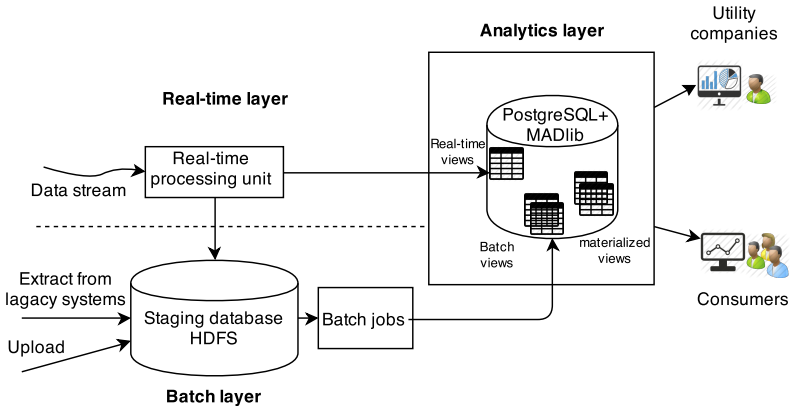 Utility
companies
Analytics layer
Real-time layer
PostgreSQL+
MADlib
Real-time
views
Real-time
processing unit
Data stream
Batch
views
materialized
views
Extract from
lagacy systems
Staging database
HDFS
Batch jobs
Upload
Consumers
Batch layer